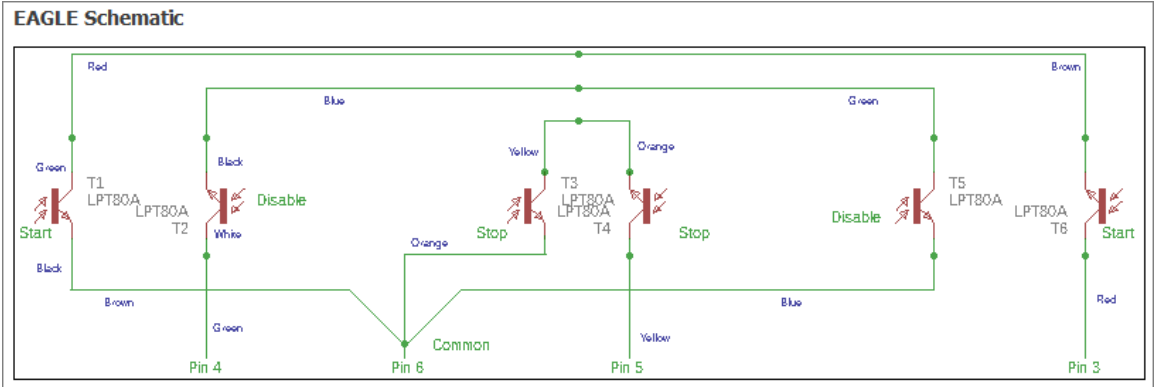 EAGLE Schematic
Red
Brown
Blue
Green
Yellow
Orange
Green
Black
T1
LPT80A
LPT80A
T2
Disable
T3
LPT80A
LPT80A
T4
T5
LPT80A
LPT80A
T6
Disable
Start
White
Stop
Stop
Start
Orange
Black
Brown
Blue
Red
Green
Common
Yellow
Pin 4
Pin 6
Pin 5
Pin 3